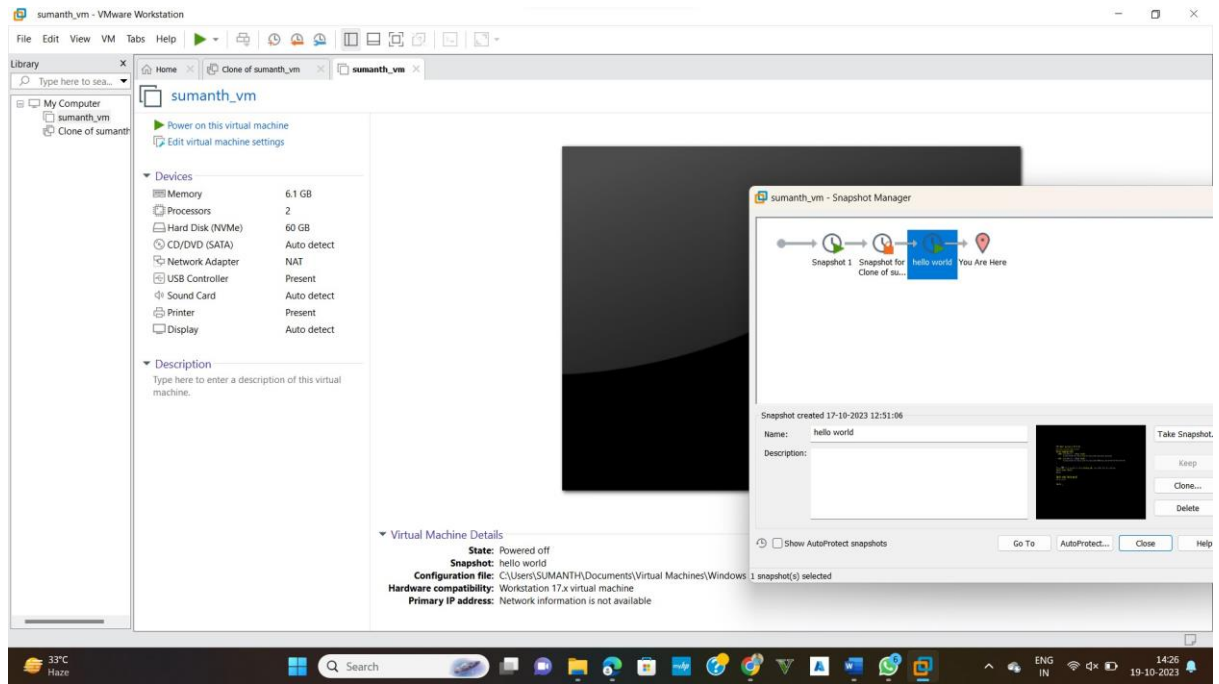 sumanth_vm - VMware Workstation
File Edit View VM Tabs Help
Library X
Type here to sea...
My Computer
sumanth_vm
Clone of sumanth
Home
Clone of sumanth_vm
sumanth_vm
sumanth_vm
Power on this virtual machine
Edit virtual machine settings
Devices
Memory 6.1 GB
Processors 2
Hard Disk (NVMe) 60 GB
CD/DVD (SATA) Auto detect
Network Adapter NAT
USB Controller Present
Sound Card Auto detect
Printer Present
Display Auto detect
Description
Type here to enter a description of this virtual
machine.
Virtual Machine Details
State: Powered off
Snapshot: hello world
Configuration file: C:\Users\SUMANTH\Documents\Virtual Machines\Windows
Hardware compatibility: Workstation 17.x virtual machine
Primary IP address: Network information is not available
sumanth_vm - Snapshot Manager
Snapshot 1
Snapshot for
Clone of su...
hello world
You Are Here
Snapshot created 17-10-2023 12:51:06
Name: hello world
Description:
Take Snapshot.
Keep
Clone...
Delete
Show AutoProtect snapshots
Go To
AutoProtect...
Close
Help
1 snapshot(s) selected
33°C
Haze
Search
ENG
IN
14:26
19-10-2023